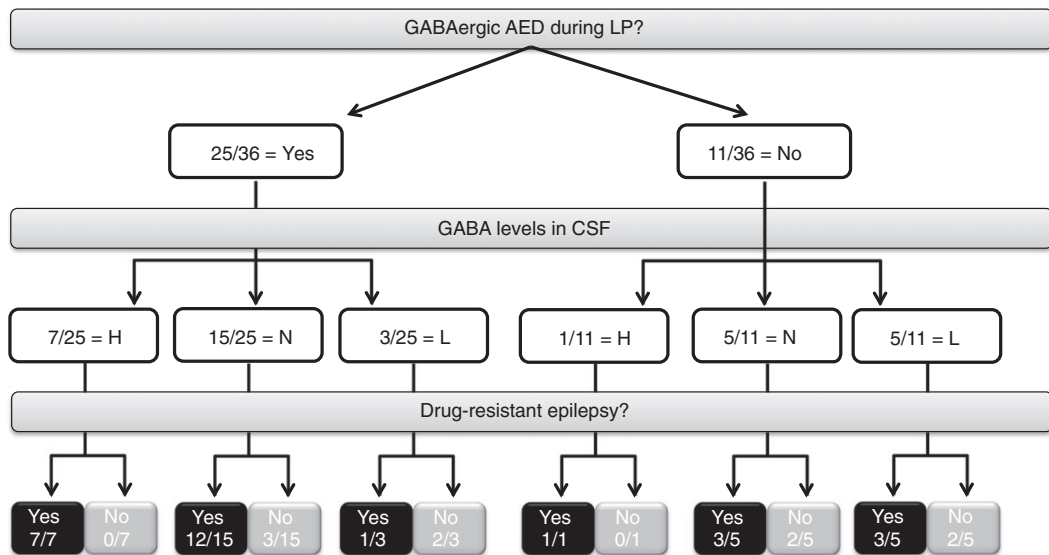 GABAergic AED during LP?
25/36 = Yes
11/36 = No
GABA levels in CSF
7/25 = H
15/25 = N
3/25 = L
1/11 = H
5/11 = N
5/11 = L
Drug-resistant epilepsy?
Yes
7/7
No
0/7
Yes
12/15
No
3/15
Yes
1/3
No
2/3
Yes
1/1
No
0/1
Yes
3/5
No
2/5
Yes
3/5
No
2/5